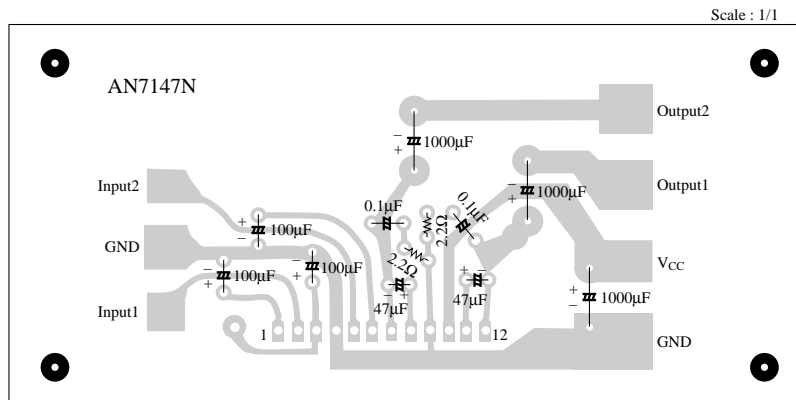 Scale : 1/1
AN7147N
Output2
− + 1000µF
Input2
Output1
0.1µF
0.1µF
− + 1000µF
2.2Ω
+ − 100µF
GND
2.2Ω
VCC
− + 100µF
− + 100µF
− +
47µF
+ −
47µF
+ − 1000µF
Input1
1
12
GND